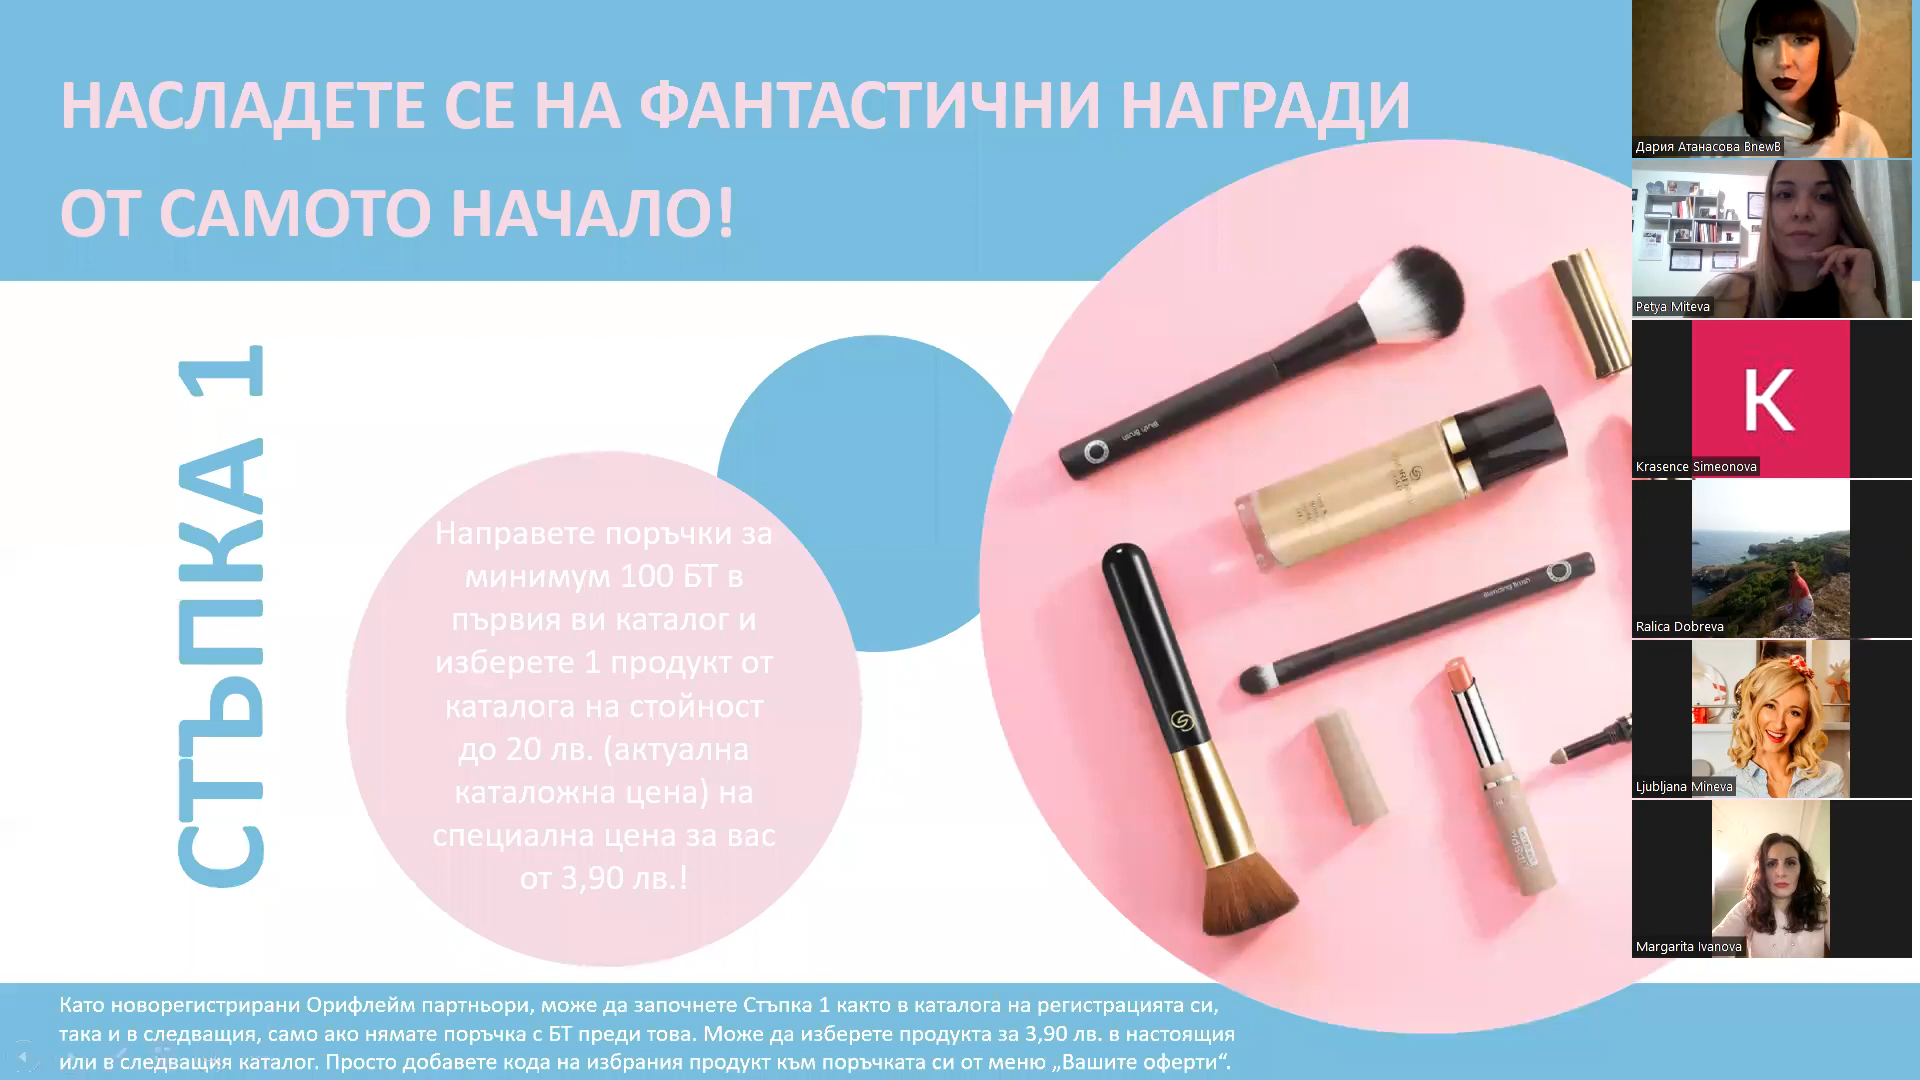 НАСЛАДЕТЕ СЕ НА ФАНТАСТИЧНИ НАГРАДИ
ОТ САМОТО НАЧАЛО!
СТЪПКА 1
Направете поръчки за
минимум 100 БТ в
първия ви каталог и
изберете 1 продукт от
каталога на стойност
до 20 лв. (актуална
каталожна цена) на
специална цена за вас
от 3,90 лв.!
Blush Brush
Blending Brush
Като новорегистрирани Орифлейм партньори, може да започнете Стъпка 1 както в каталога на регистрацията си,
така и в следващия, само ако нямате поръчка с БТ преди това. Може да изберете продукта за 3,90 лв. в настоящия
или в следващия каталог. Просто добавете кода на избрания продукт към поръчката си от меню „Вашите оферти“.
Дария Атанасова BnewB
Petya Miteva
K
Krasence Simeonova
Ralica Dobreva
Ljubljana Mineva
Margarita Ivanova